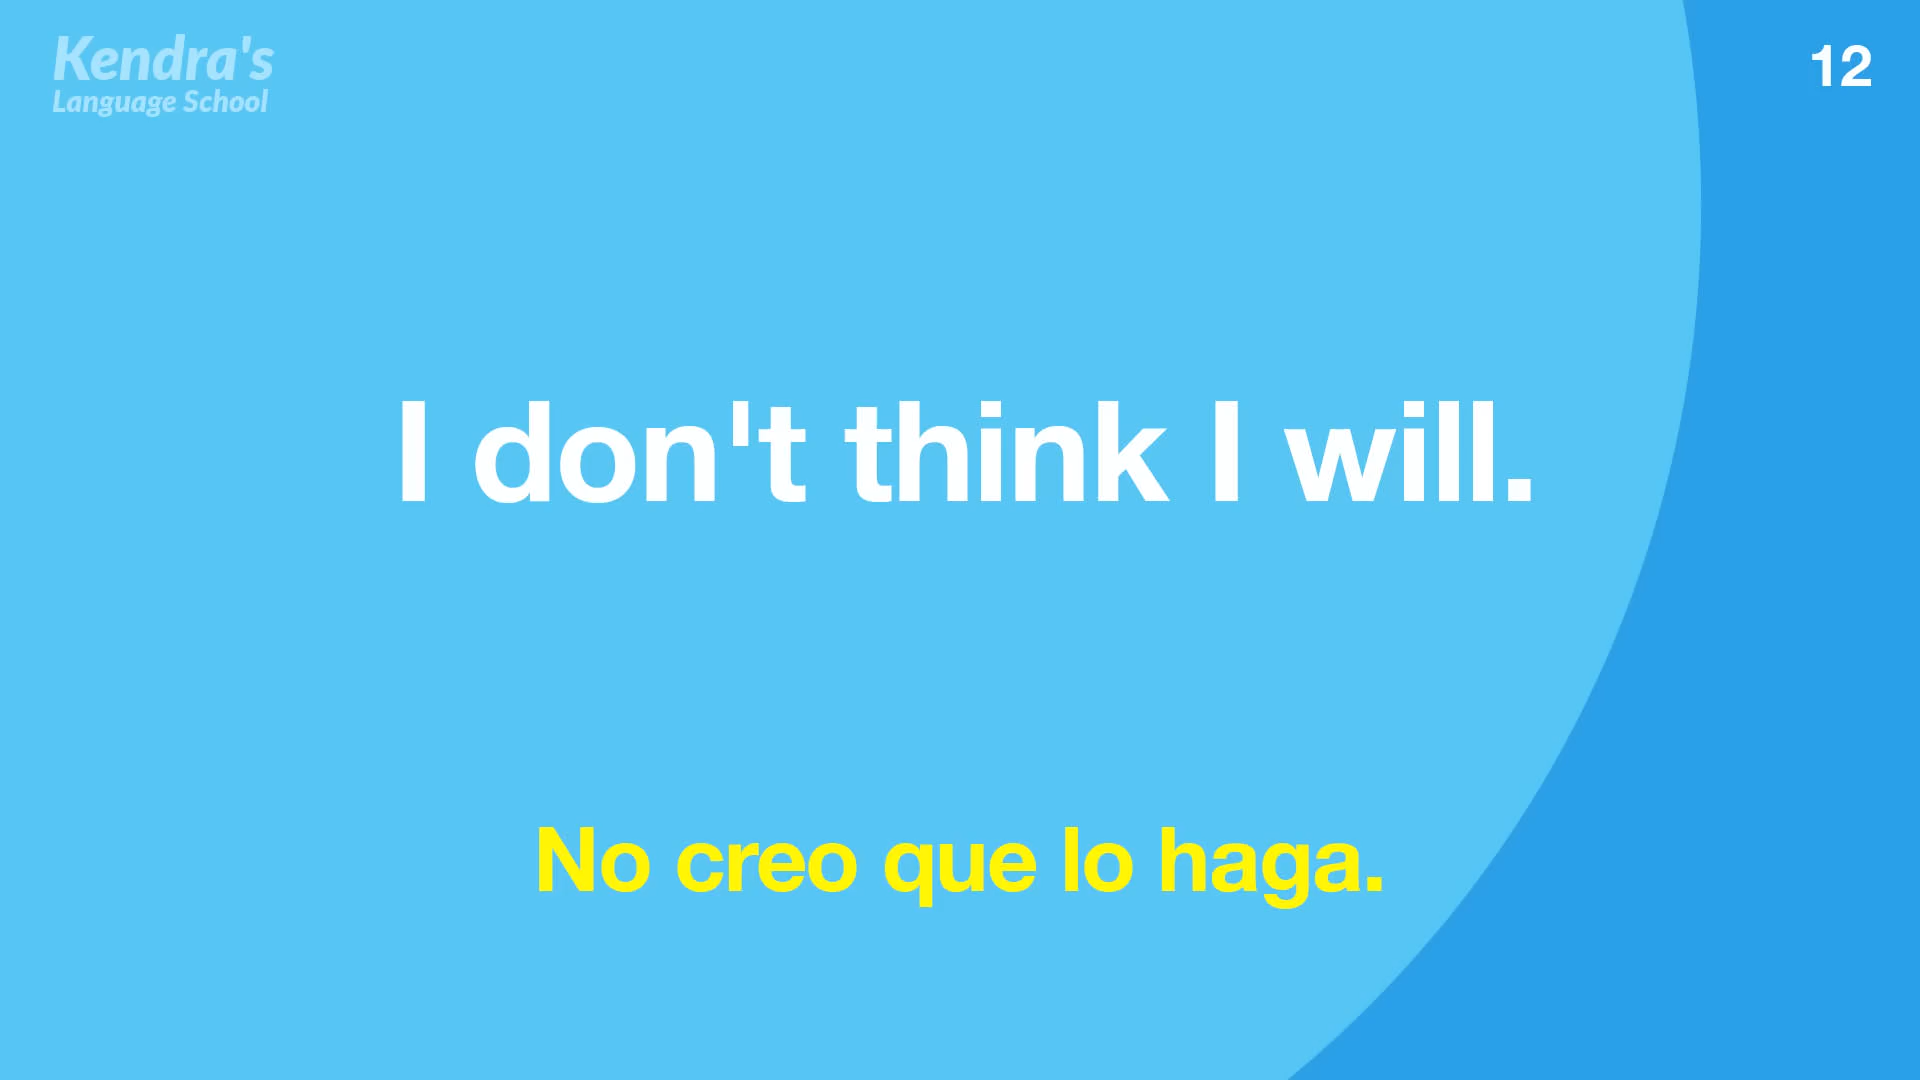 Kendra's
Language School
12
I don't think I will.
No creo que lo haga.